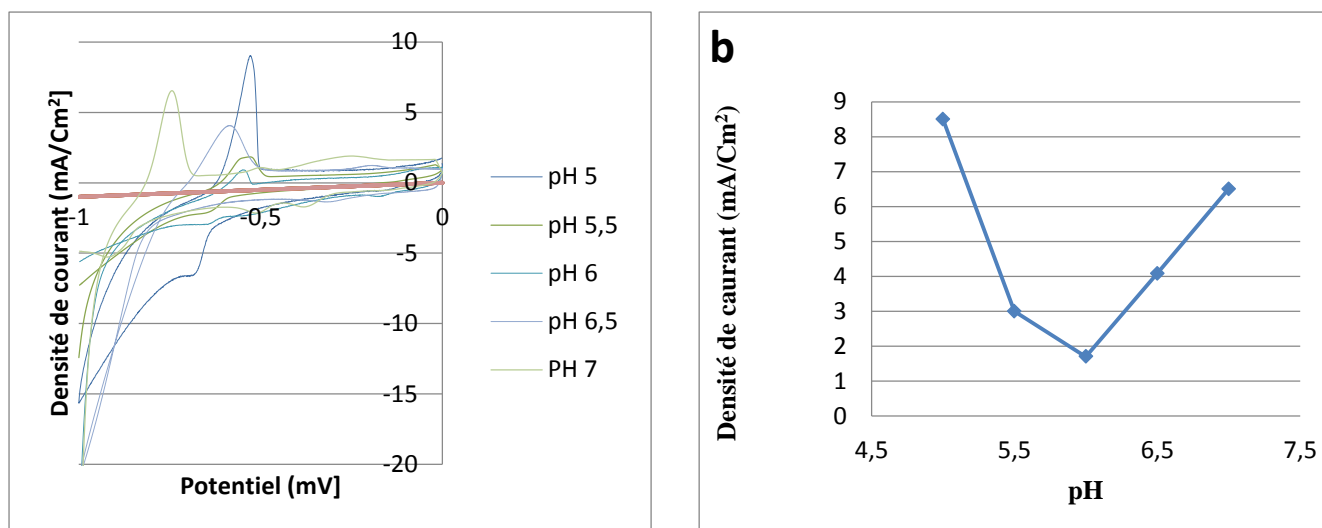 Densité de courant (mA/Cm²)
10
5
0
-5
-10
-15
-20
-1
-0,5
0
Potentiel (mV]
pH 5
pH 5,5
pH 6
pH 6,5
PH 7
b
Densité de caurant (mA/Cm²)
9
8
7
6
5
4
3
2
1
0
4,5
5,5
6,5
7,5
pH